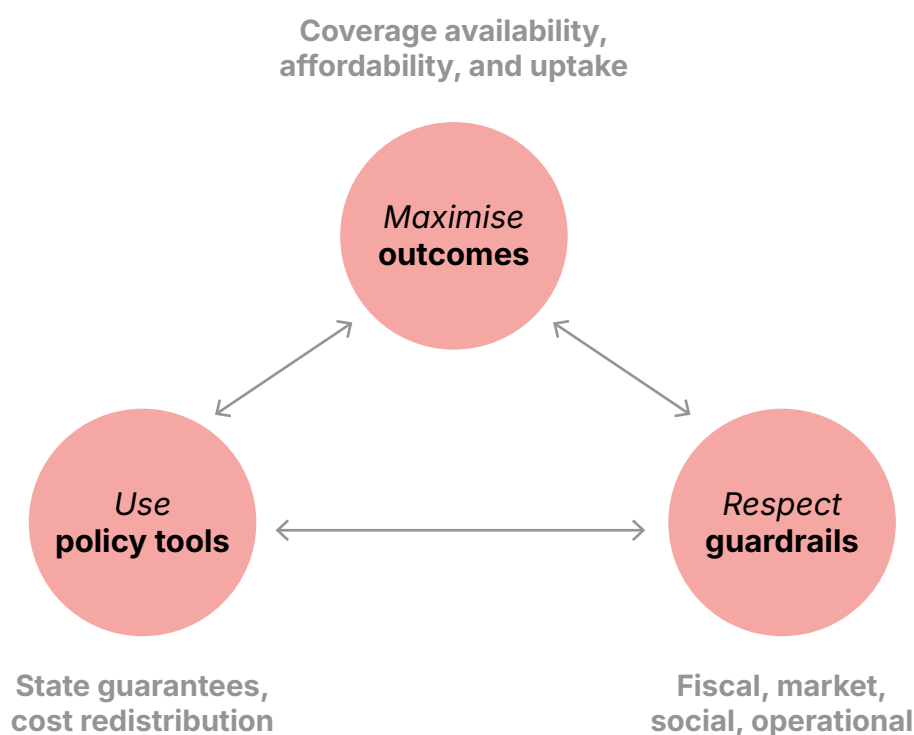 Coverage availability,
affordability, and uptake
Maximise
outcomes
Use
policy tools
Respect
guardrails
State guarantees,
cost redistribution
Fiscal, market,
social, operational